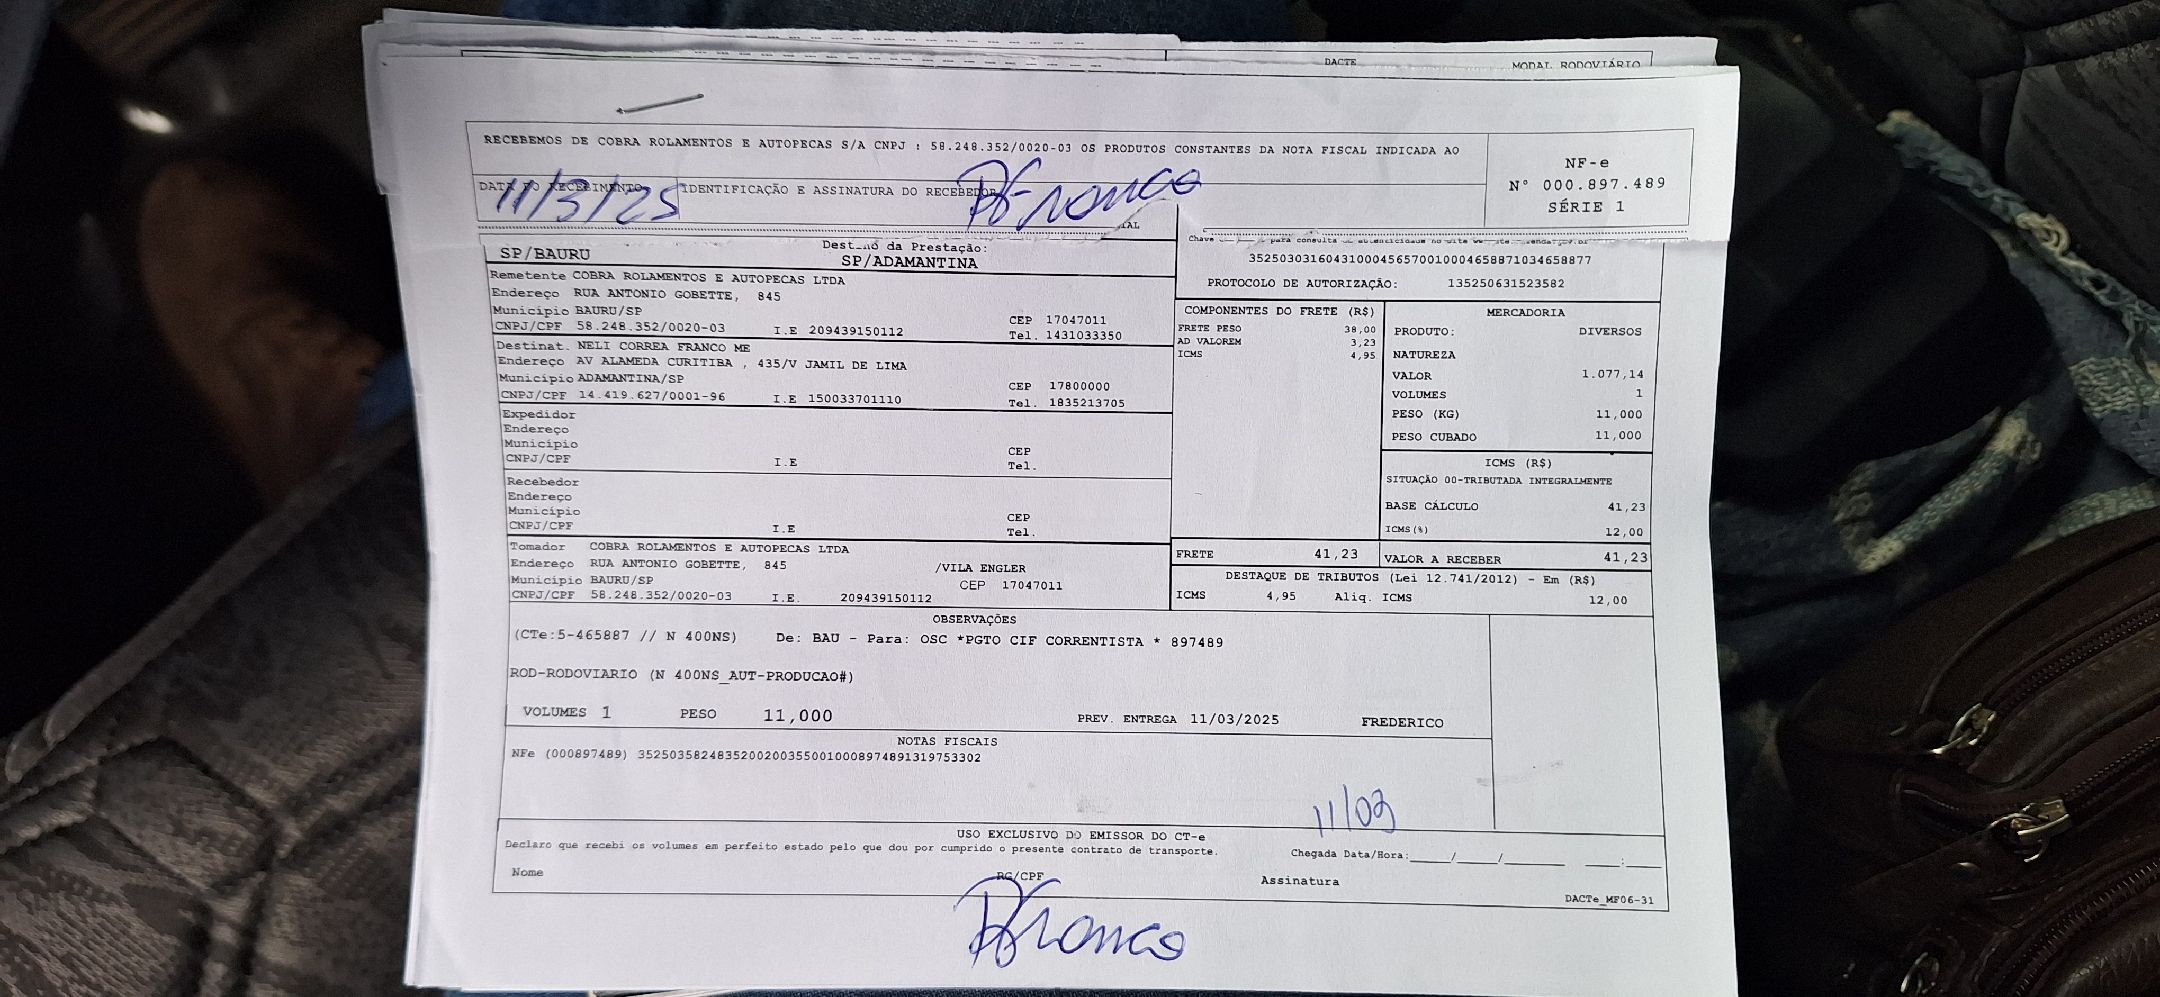 DACTE MODAL RODOVIÁRIO
RECEBEMOS DE COBRA ROLAMENTOS E AUTOPECAS S/A CNPJ : 58.248.352/0020-03 OS PRODUTOS CONSTANTES DA NOTA FISCAL INDICADA AO
NF-e
Nº 000.897.489
SÉRIE 1
DATA DO RECEBIMENTO IDENTIFICAÇÃO E ASSINATURA DO RECEBEDOR
11/3/25
Franco
SP/BAURU
Destino da Prestação:
SP/ADAMANTINA
Remetente COBRA ROLAMENTOS E AUTOPECAS LTDA
Endereço RUA ANTONIO GOBETTE, 845
Município BAURU/SP CEP 17047011
CNPJ/CPF 58.248.352/0020-03 I.E 209439150112 Tel. 1431033350
Destinat. NELI CORREA FRANCO ME
Endereço AV ALAMEDA CURITIBA , 435/V JAMIL DE LIMA
Município ADAMANTINA/SP CEP 17800000
CNPJ/CPF 14.419.627/0001-96 I.E 150033701110 Tel. 1835213705
Expedidor
Endereço
Município CEP
CNPJ/CPF I.E Tel.
Recebedor
Endereço
Município CEP
CNPJ/CPF I.E Tel.
Tomador COBRA ROLAMENTOS E AUTOPECAS LTDA
Endereço RUA ANTONIO GOBETTE, 845 /VILA ENGLER
Município BAURU/SP CEP 17047011
CNPJ/CPF 58.248.352/0020-03 I.E. 209439150112
Chave para consulta
35250303160431000456570010004658871034658877
PROTOCOLO DE AUTORIZAÇÃO: 135250631523582
COMPONENTES DO FRETE (R$)
FRETE PESO 38,00
AD VALOREM 3,23
ICMS 4,95
MERCADORIA
PRODUTO: DIVERSOS
NATUREZA
VALOR 1.077,14
VOLUMES 1
PESO (KG) 11,000
PESO CUBADO 11,000
ICMS (R$)
SITUAÇÃO 00-TRIBUTADA INTEGRALMENTE
BASE CÁLCULO 41,23
ICMS(%) 12,00
FRETE 41,23 VALOR A RECEBER 41,23
DESTAQUE DE TRIBUTOS (Lei 12.741/2012) - Em (R$)
ICMS 4,95 Aliq. ICMS 12,00
OBSERVAÇÕES
(CTe:5-465887 // N 400NS) De: BAU - Para: OSC *PGTO CIF CORRENTISTA * 897489
ROD-RODOVIARIO (N 400NS_AUT-PRODUCAO#)
VOLUMES 1 PESO 11,000 PREV. ENTREGA 11/03/2025 FREDERICO
NOTAS FISCAIS
NFe (000897489) 35250358248352002003550010008974891319753302
11/03
USO EXCLUSIVO DO EMISSOR DO CT-e
Declaro que recebi os volumes em perfeito estado pelo que dou por cumprido o presente contrato de transporte. Chegada Data/Hora:_____/_____/_______ ____:____
Nome RG/CPF Assinatura
DACTe_MF06-31
Franco